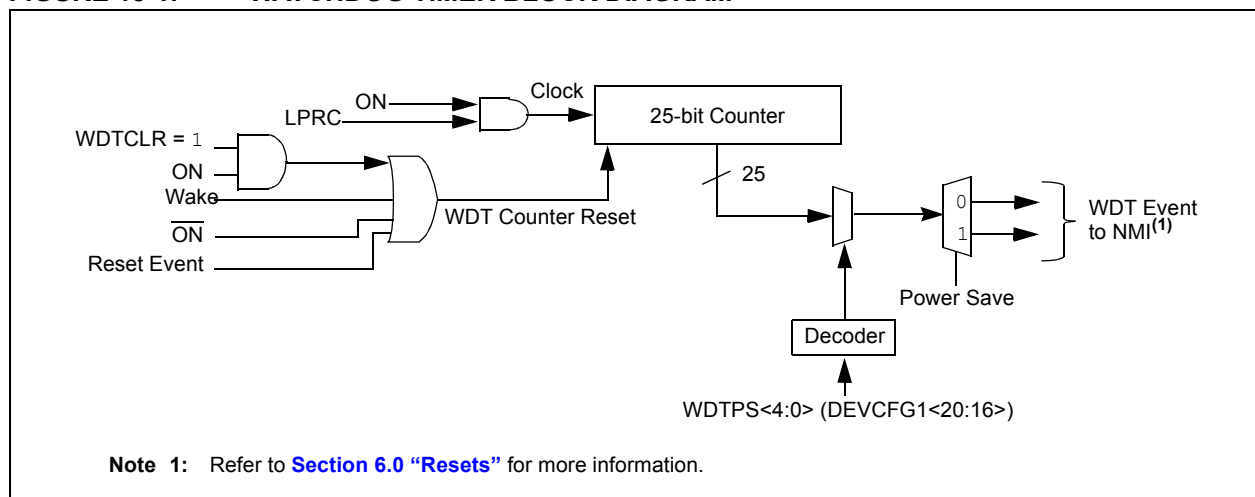 Clock
ON
LPRC
25-bit Counter
WDTCLR = 1
ON
Wake
25
WDT Counter Reset
ON
Reset Event
0
1
WDT Event
to NMI(1)
Power Save
Decoder
WDTPS<4:0> (DEVCFG1<20:16>)
Note 1: Refer to Section 6.0 “Resets” for more information.